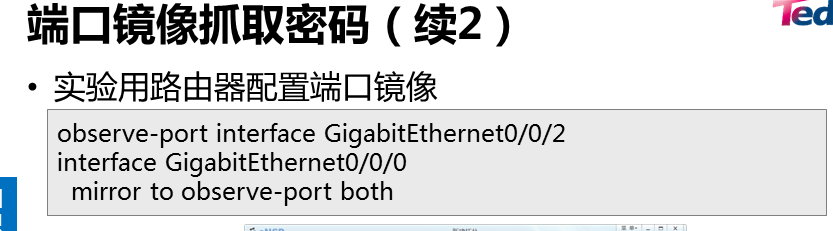 端口镜像抓取密码（续2）
Ted
• 实验用路由器配置端口镜像
observe-port interface GigabitEthernet0/0/2
interface GigabitEthernet0/0/0
mirror to observe-port both